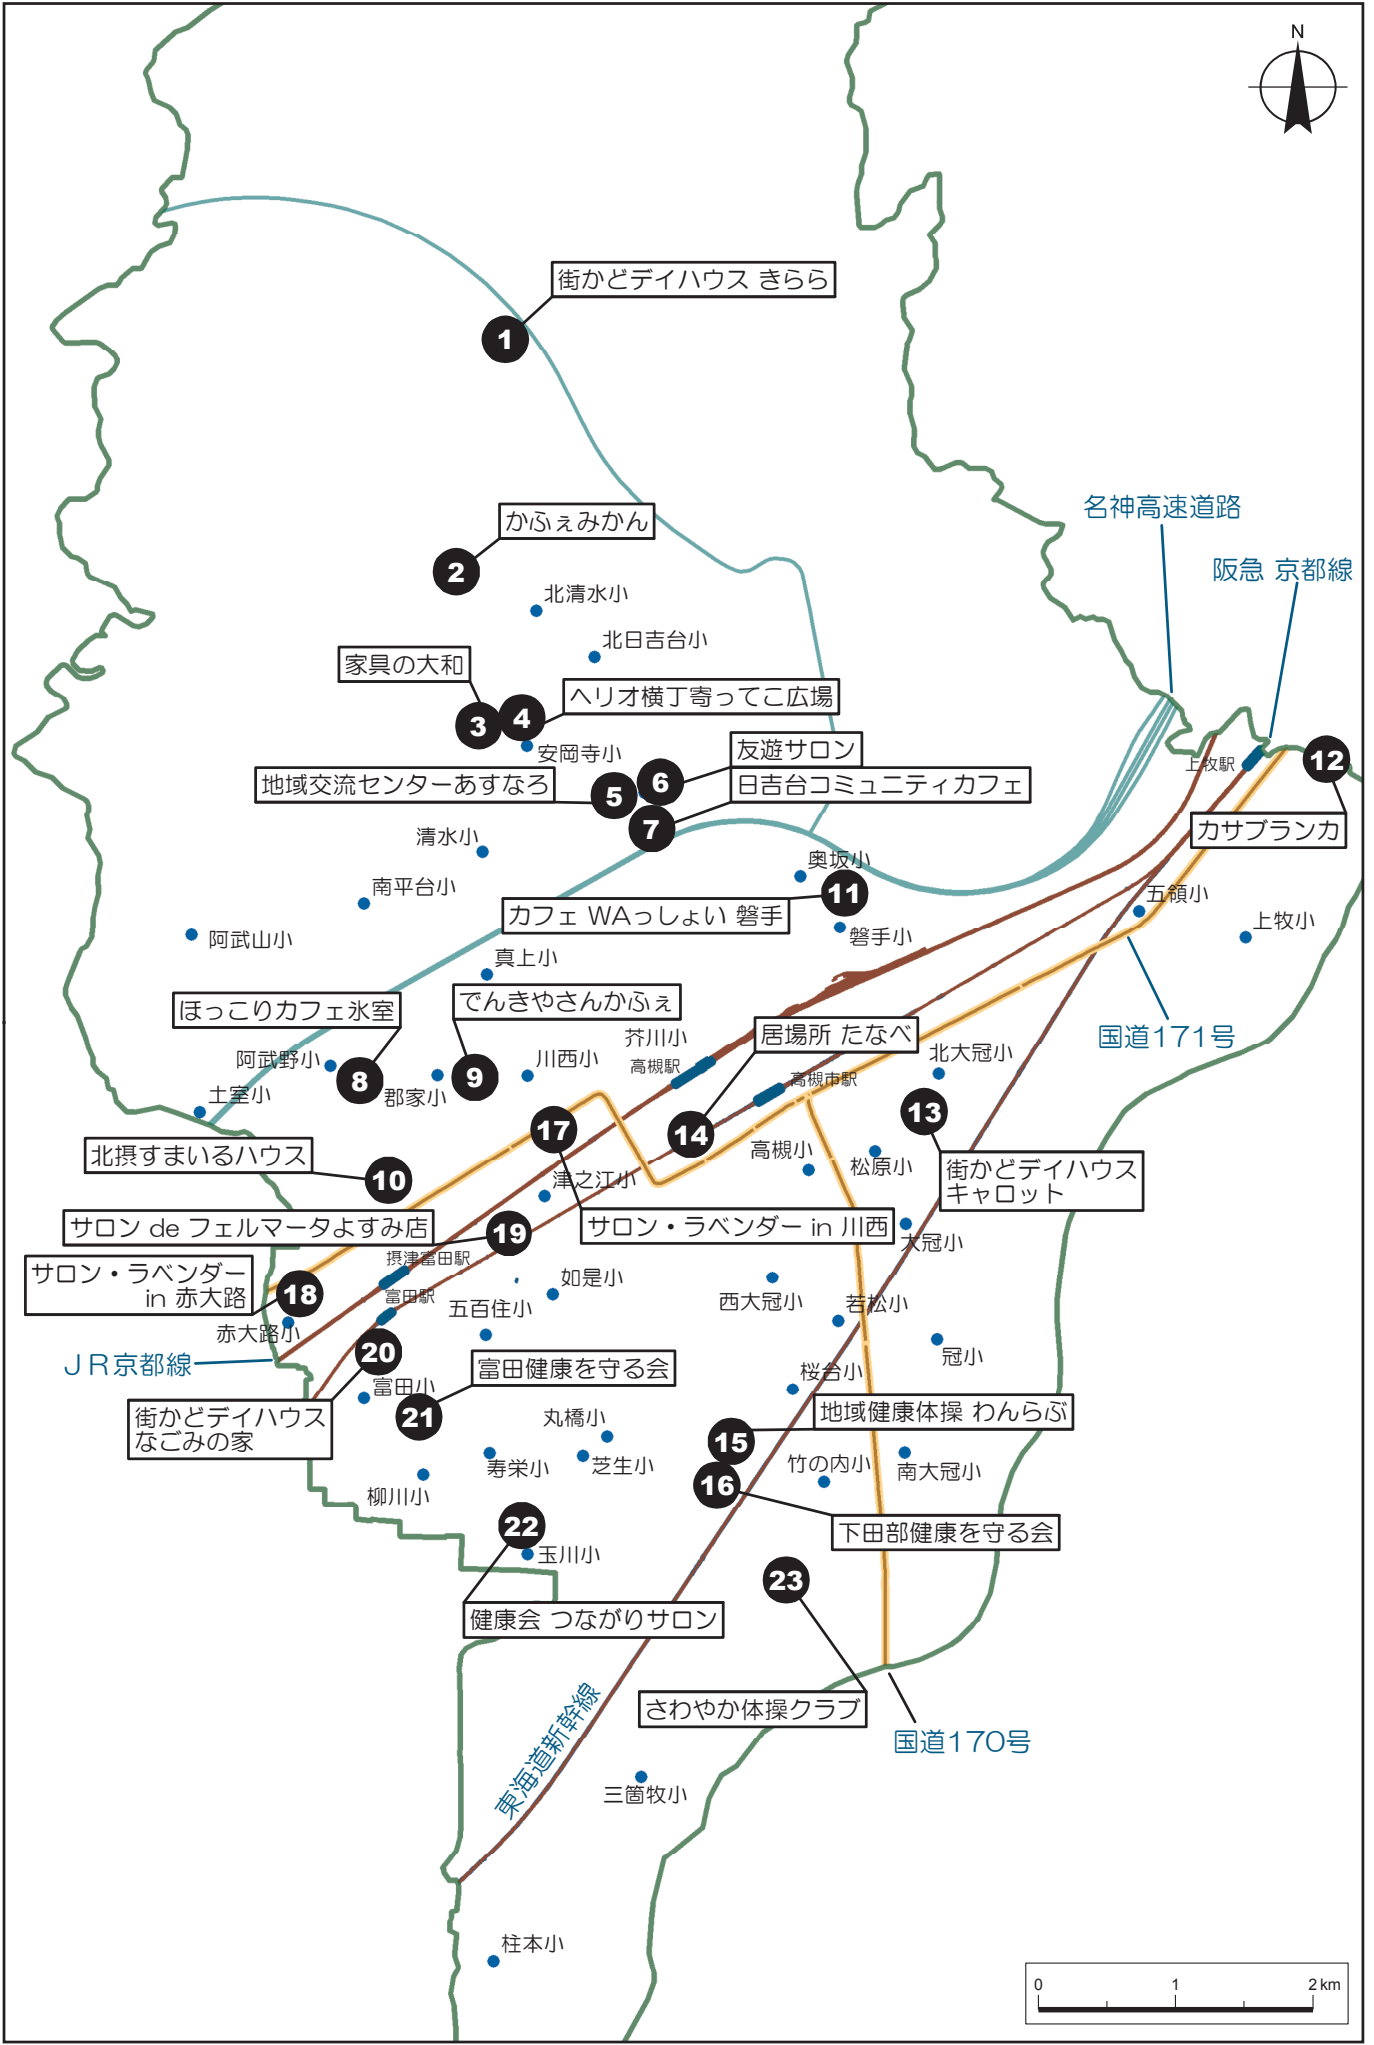 N
街かどデイハウス きらら
1
名神高速道路
かふぇみかん
阪急 京都線
2
北清水小
北日吉台小
家具の大和
ヘリオ横丁寄ってこ広場
3
4
安岡寺小
友遊サロン
上牧駅
12
地域交流センターあすなろ
5
6
日吉台コミュニティカフェ
7
カサブランカ
清水小
奥坂小
南平台小
11
五領小
カフェ WAっしょい 磐手
阿武山小
磐手小
上牧小
真上小
ほっこりカフェ氷室
でんきやさんかふぇ
芥川小
居場所 たなべ
国道171号
阿武野小
川西小
高槻駅
北大冠小
8
9
高槻市駅
土室小
郡家小
13
17
14
北摂すまいるハウス
高槻小
松原小
10
津之江小
街かどデイハウス
キャロット
サロン de フェルマータよすみ店
19
サロン・ラベンダー in 川西
大冠小
摂津富田駅
サロン・ラベンダー
in 赤大路
18
富田駅
五百住小
如是小
西大冠小
若松小
赤大路小
20
冠小
JR京都線
富田健康を守る会
桜台小
富田小
街かどデイハウス
なごみの家
21
丸橋小
地域健康体操 わんらぶ
15
寿栄小
芝生小
竹の内小
南大冠小
柳川小
16
22
下田部健康を守る会
玉川小
23
健康会 つながりサロン
さわやか体操クラブ
東海道新幹線
国道170号
三箇牧小
柱本小
0 1 2 km